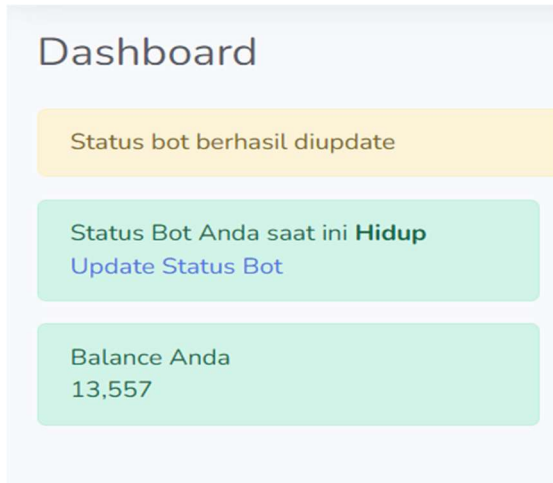 Dashboard
Status bot berhasil diupdate
Status Bot Anda saat ini Hidup
Update Status Bot
Balance Anda
13,557